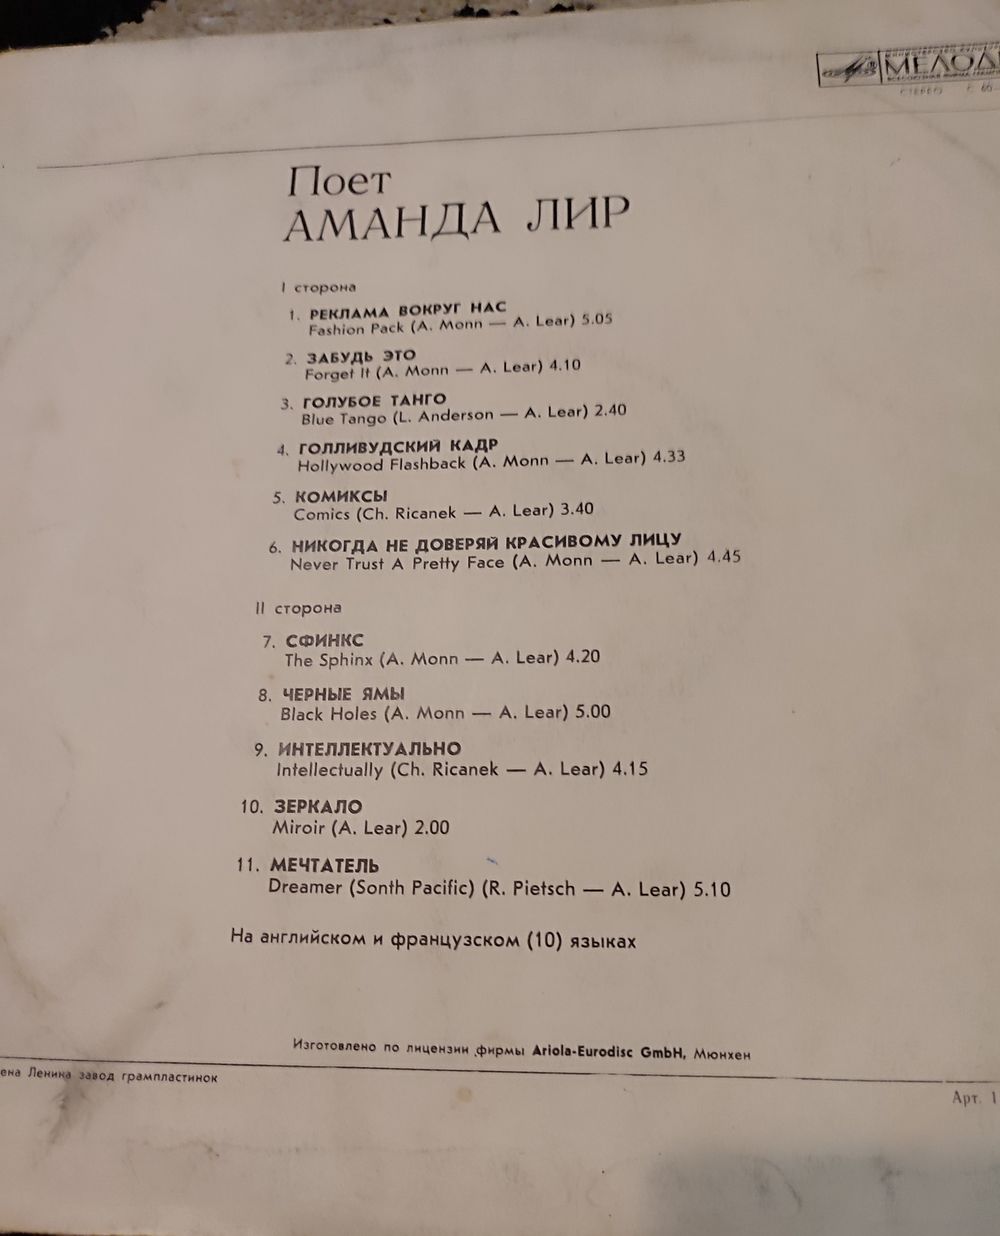 МЕЛОД
СТЕРЕО С 60
Поет
АМАНДА ЛИР
I сторона
1. РЕКЛАМА ВОКРУГ НАС
Fashion Pack (A. Monn — A. Lear) 5.05
2. ЗАБУДЬ ЭТО
Forget It (A. Monn — A. Lear) 4.10
3. ГОЛУБОЕ ТАНГО
Blue Tango (L. Anderson — A. Lear) 2.40
4. ГОЛЛИВУДСКИЙ КАДР
Hollywood Flashback (A. Monn — A. Lear) 4.33
5. КОМИКСЫ
Comics (Ch. Ricanek — A. Lear) 3.40
6. НИКОГДА НЕ ДОВЕРЯЙ КРАСИВОМУ ЛИЦУ
Never Trust A Pretty Face (A. Monn — A. Lear) 4.45
II сторона
7. СФИНКС
The Sphinx (A. Monn — A. Lear) 4.20
8. ЧЕРНЫЕ ЯМЫ
Black Holes (A. Monn — A. Lear) 5.00
9. ИНТЕЛЛЕКТУАЛЬНО
Intellectually (Ch. Ricanek — A. Lear) 4.15
10. ЗЕРКАЛО
Miroir (A. Lear) 2.00
11. МЕЧТАТЕЛЬ
Dreamer (Sonth Pacific) (R. Pietsch — A. Lear) 5.10
На английском и французском (10) языках
Изготовлено по лицензии фирмы Ariola-Eurodisc GmbH, Мюнхен
ена Ленина завод грампластинок
Арт. 1